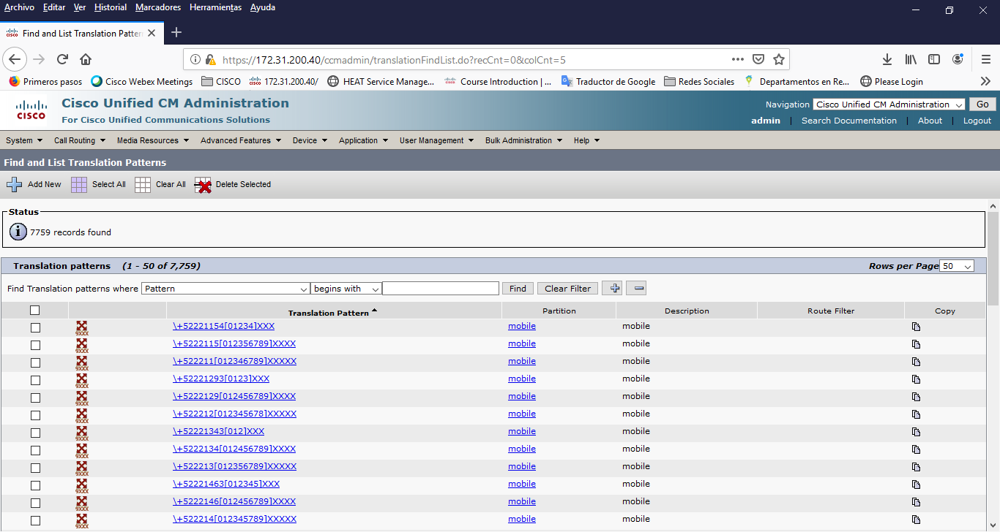 Archivo Editar Ver Historial Marcadores Herramientas Ayuda
Find and List Translation Patter
https://172.31.200.40/ccmadmin/translationFindList.do?recCnt=0&colCnt=5
Primeros pasos Cisco Webex Meetings CISCO 172.31.200.40/ HEAT Service Manage... Course Introduction | ... Traductor de Google Redes Sociales Departamentos en Re... Please Login
CISCO Cisco Unified CM Administration
For Cisco Unified Communications Solutions
Navigation Cisco Unified CM Administration Go
admin | Search Documentation | About | Logout
System Call Routing Media Resources Advanced Features Device Application User Management Bulk Administration Help
Find and List Translation Patterns
Add New Select All Clear All Delete Selected
Status
7759 records found
Translation patterns (1 - 50 of 7,759) Rows per Page 50
Find Translation patterns where Pattern begins with Find Clear Filter
Translation Pattern Partition Description Route Filter Copy
9XXX \+52221154[01234]XXX mobile mobile
9XXX \+5222115[012356789]XXXX mobile mobile
9XXX \+522211[012346789]XXXXX mobile mobile
9XXX \+52221293[0123]XXX mobile mobile
9XXX \+5222129[012456789]XXXX mobile mobile
9XXX \+522212[012345678]XXXXX mobile mobile
9XXX \+52221343[012]XXX mobile mobile
9XXX \+5222134[012456789]XXXX mobile mobile
9XXX \+522213[012356789]XXXXX mobile mobile
9XXX \+52221463[012345]XXX mobile mobile
9XXX \+5222146[012456789]XXXX mobile mobile
9XXX \+522214[012345789]XXXXX mobile mobile